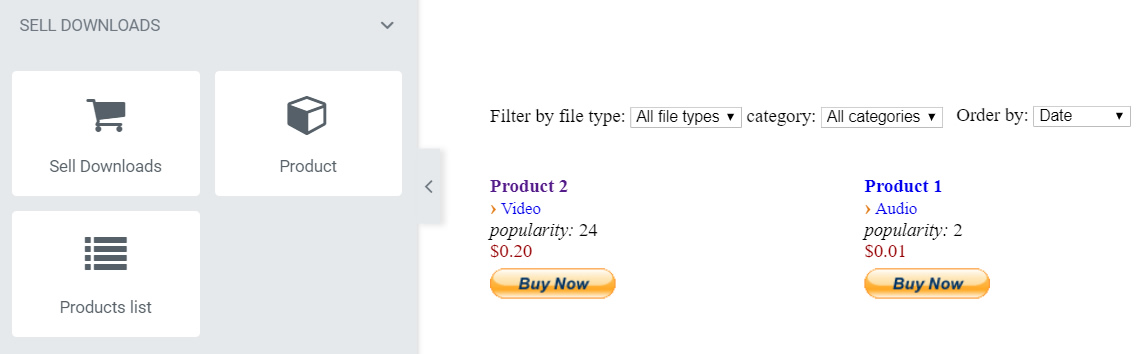 SELL DOWNLOADS
Sell Downloads
Product
Products list
Filter by file type: All file types category: All categories Order by: Date
Product 2
› Video
popularity: 24
$0.20
Buy Now
Product 1
› Audio
popularity: 2
$0.01
Buy Now